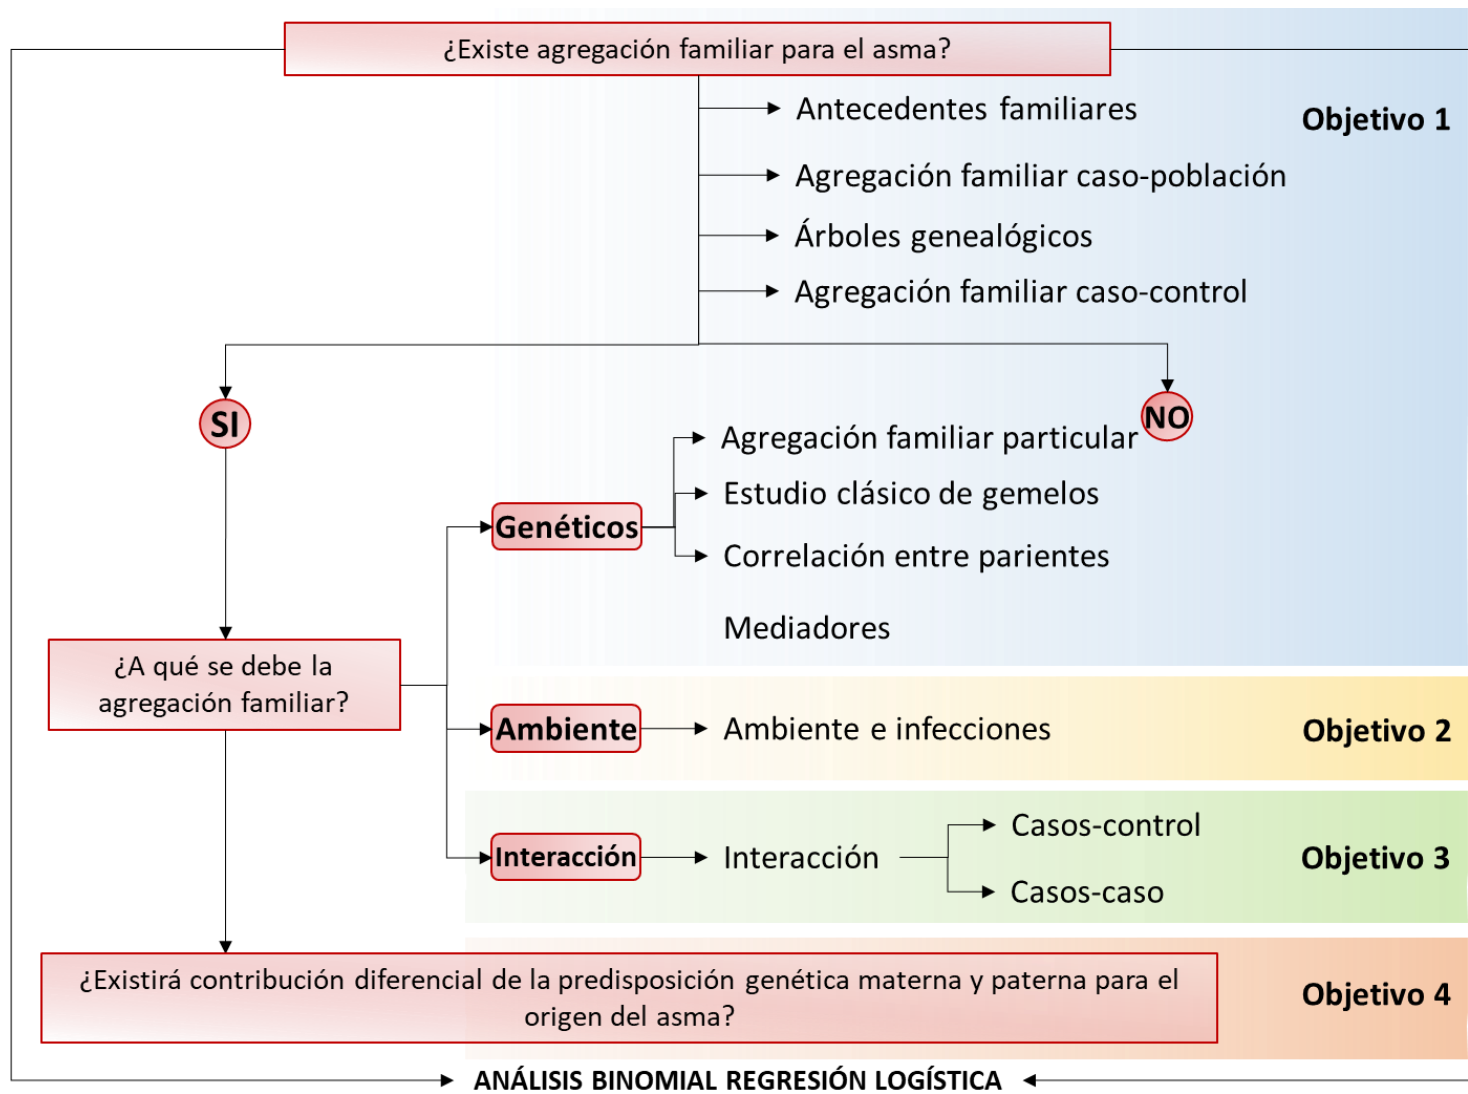 ¿Existe agregación familiar para el asma?
Antecedentes familiares
Objetivo 1
Agregación familiar caso-población
Árboles genealógicos
Agregación familiar caso-control
SI
NO
Agregación familiar particular
Estudio clásico de gemelos
Genéticos
Correlación entre parientes
Mediadores
¿A qué se debe la
agregación familiar?
Ambiente
Ambiente e infecciones
Objetivo 2
Casos-control
Interacción
Interacción
Objetivo 3
Casos-caso
¿Existirá contribución diferencial de la predisposición genética materna y paterna para el
origen del asma?
Objetivo 4
ANÁLISIS BINOMIAL REGRESIÓN LOGÍSTICA